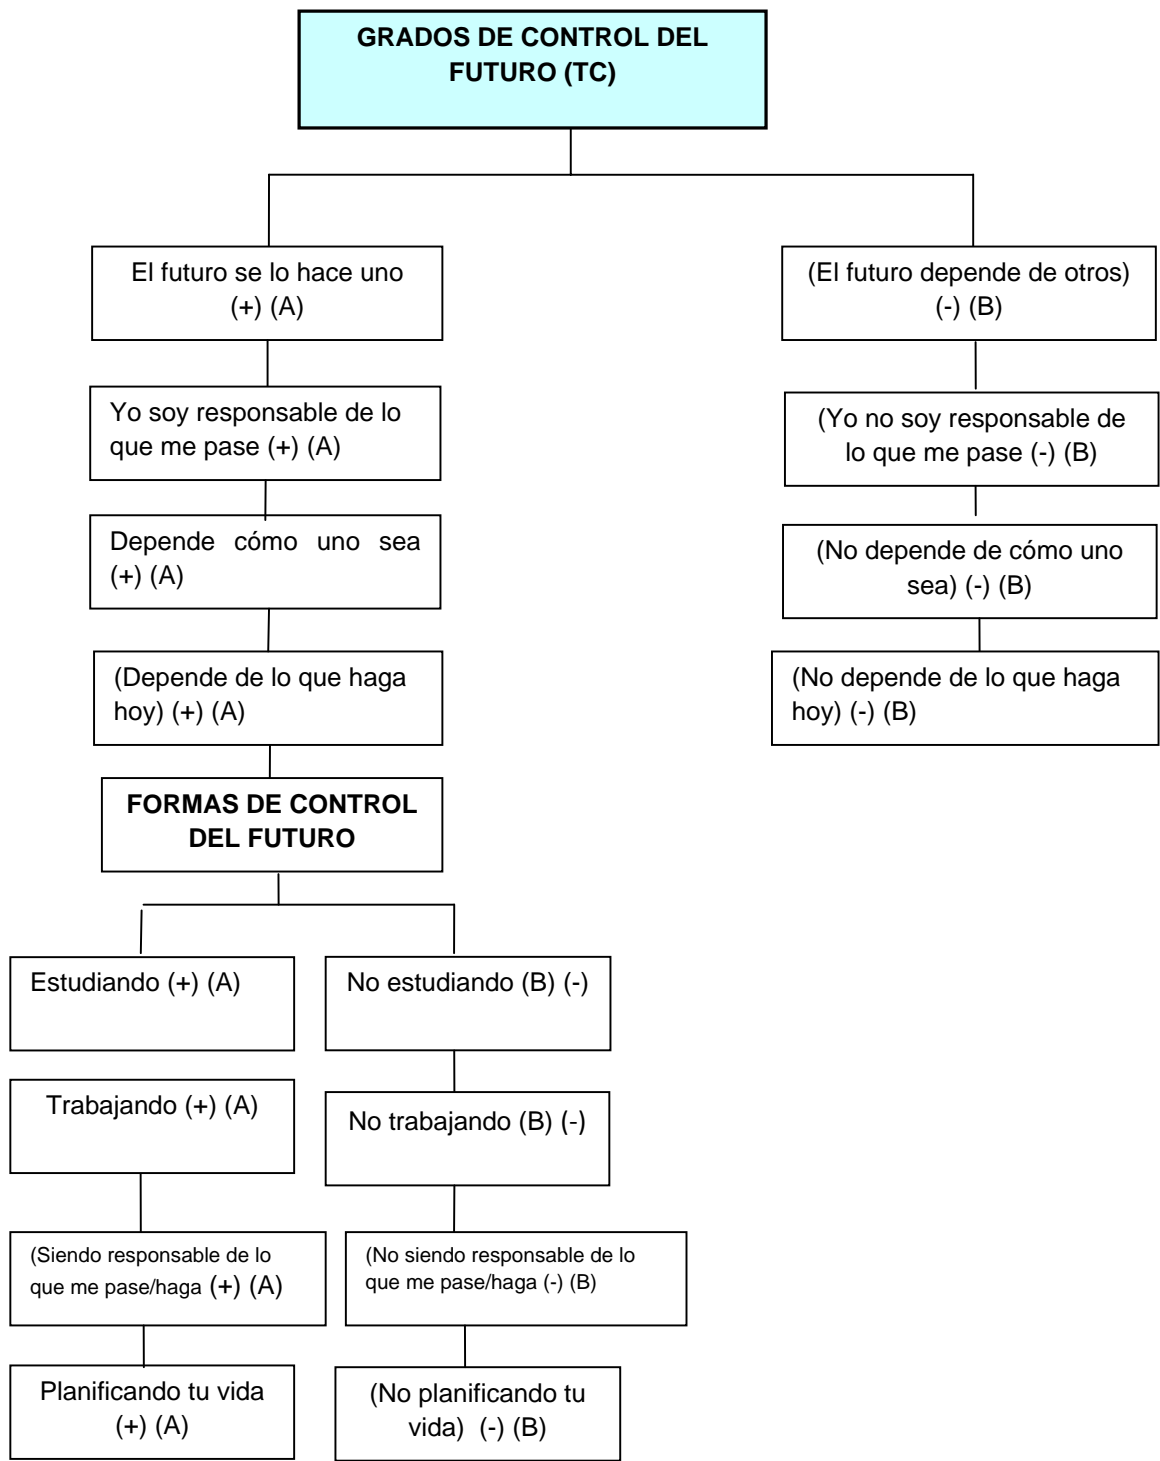 GRADOS DE CONTROL DEL
FUTURO (TC)
El futuro se lo hace uno
(+) (A)
(El futuro depende de otros)
(-) (B)
Yo soy responsable de lo
que me pase (+) (A)
(Yo no soy responsable de
lo que me pase (-) (B)
Depende cómo uno sea
(+) (A)
(No depende de cómo uno
sea) (-) (B)
(Depende de lo que haga
hoy) (+) (A)
(No depende de lo que haga
hoy) (-) (B)
FORMAS DE CONTROL
DEL FUTURO
Estudiando (+) (A)
No estudiando (B) (-)
Trabajando (+) (A)
No trabajando (B) (-)
(Siendo responsable de lo
que me pase/haga (+) (A)
(No siendo responsable de lo
que me pase/haga (-) (B)
Planificando tu vida
(+) (A)
(No planificando tu
vida) (-) (B)